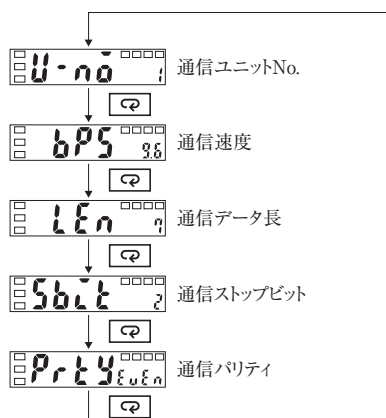 U-no 1 通信ユニットNo.
bPS 9.6 通信速度
LEn 7 通信データ長
Sbit 2 通信ストップビット
PrtY EuEn 通信パリティ